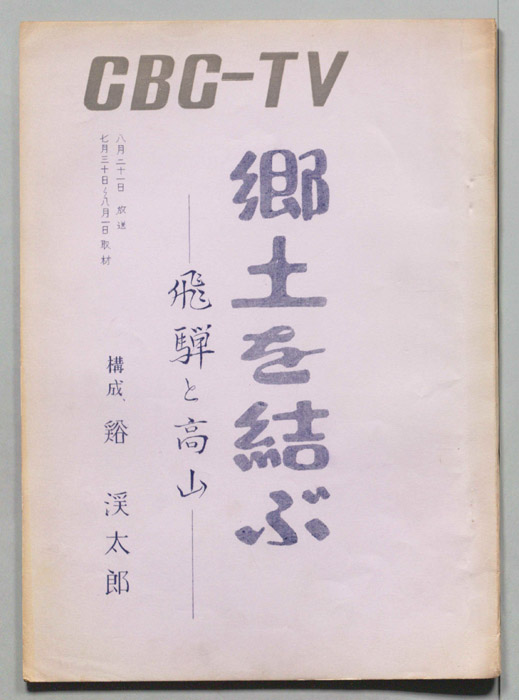 CBC-TV
郷土を結ぶ
―飛騨と高山―
八月二十一日 放送
七月三十日～八月一日 取材
構成、谿 渓太郎